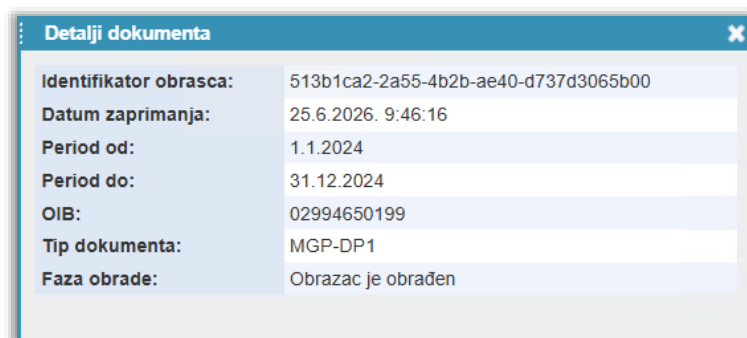 Detalji dokumenta
Identifikator obrasca: 513b1ca2-2a55-4b2b-ae40-d737d3065b00
Datum zaprimanja: 25.6.2026. 9:46:16
Period od: 1.1.2024
Period do: 31.12.2024
OIB: 02994650199
Tip dokumenta: MGP-DP1
Faza obrade: Obrazac je obrađen